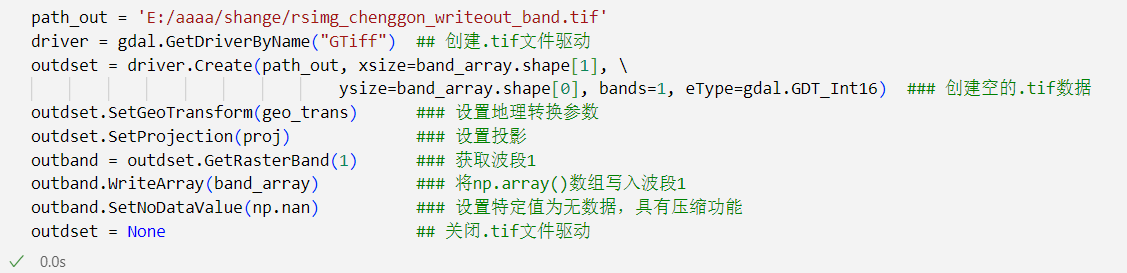 path_out = 'E:/aaaa/shange/rsimg_chenggon_writeout_band.tif'
driver = gdal.GetDriverByName("GTiff")  ## 创建.tif文件驱动
outdset = driver.Create(path_out, xsize=band_array.shape[1], \
ysize=band_array.shape[0], bands=1, eType=gdal.GDT_Int16)  ### 创建空的.tif数据
outdset.SetGeoTransform(geo_trans)  ### 设置地理转换参数
outdset.SetProjection(proj)  ### 设置投影
outband = outdset.GetRasterBand(1)  ### 获取波段1
outband.WriteArray(band_array)  ### 将np.array()数组写入波段1
outband.SetNoDataValue(np.nan)  ### 设置特定值为无数据，具有压缩功能
outdset = None  ## 关闭.tif文件驱动
0.0s